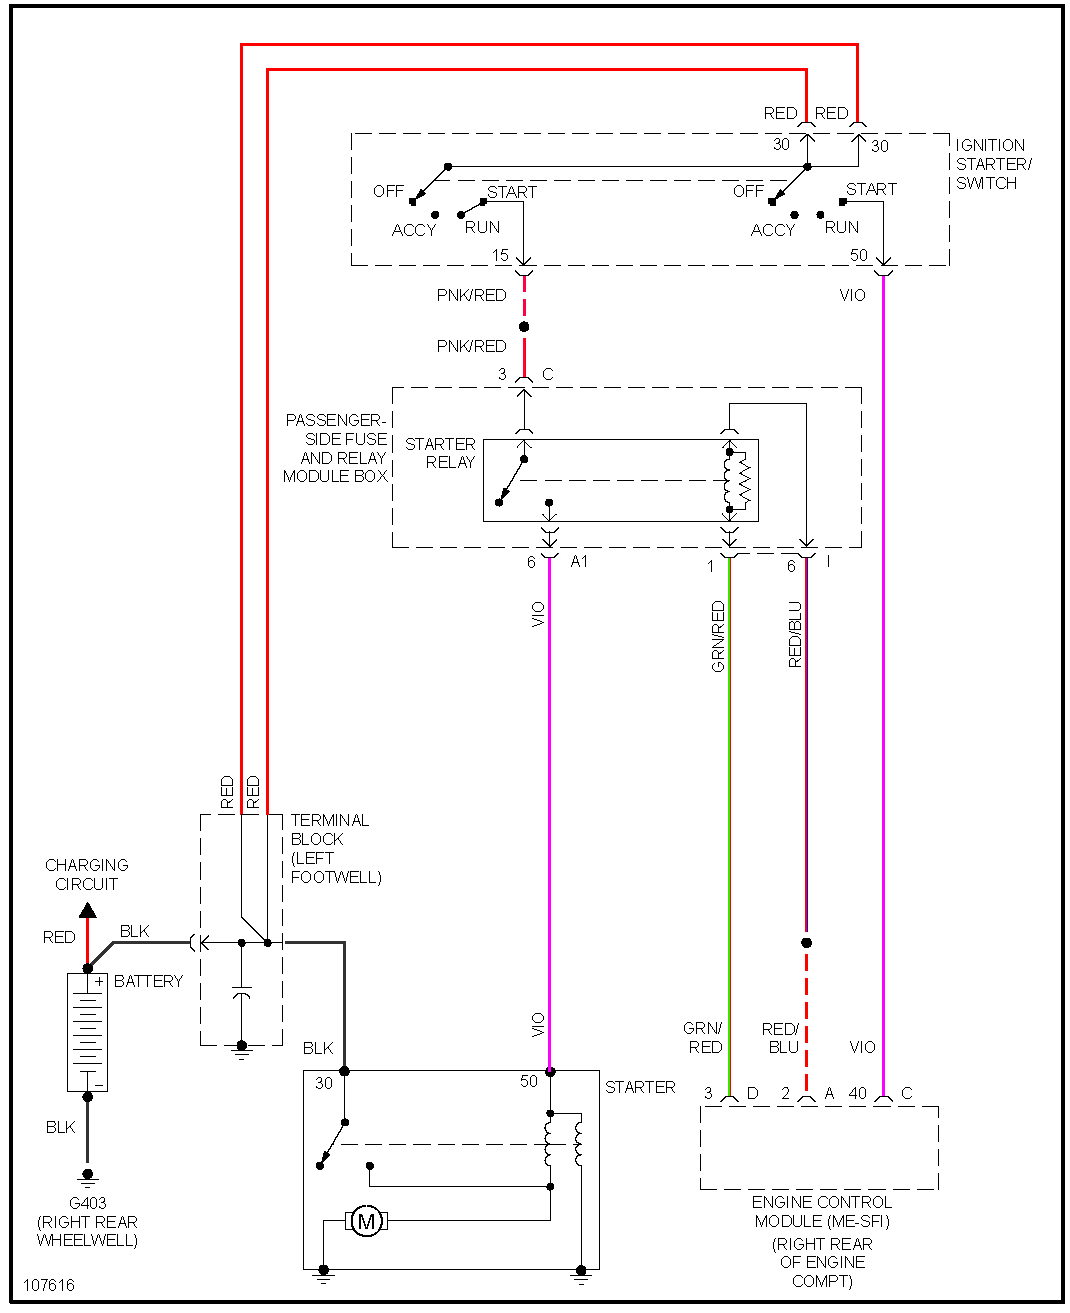 RED RED
30 30
IGNITION
STARTER/
SWITCH
OFF START
ACCY RUN
OFF START
ACCY RUN
15
50
PNK/RED
VIO
PNK/RED
3 C
PASSENGER-
SIDE FUSE
AND RELAY
MODULE BOX
STARTER
RELAY
6 A1
1 6 I
VIO
GRN/RED
RED/BLU
RED
RED
TERMINAL
BLOCK
(LEFT
FOOTWELL)
CHARGING
CIRCUIT
RED
BLK
+
BATTERY
−
BLK
G403
(RIGHT REAR
WHEELWELL)
BLK
30
VIO
50
STARTER
M
GRN/
RED
RED/
BLU
VIO
3 D 2 A 40 C
ENGINE CONTROL
MODULE (ME-SFI)
(RIGHT REAR
OF ENGINE
COMPT)
107616